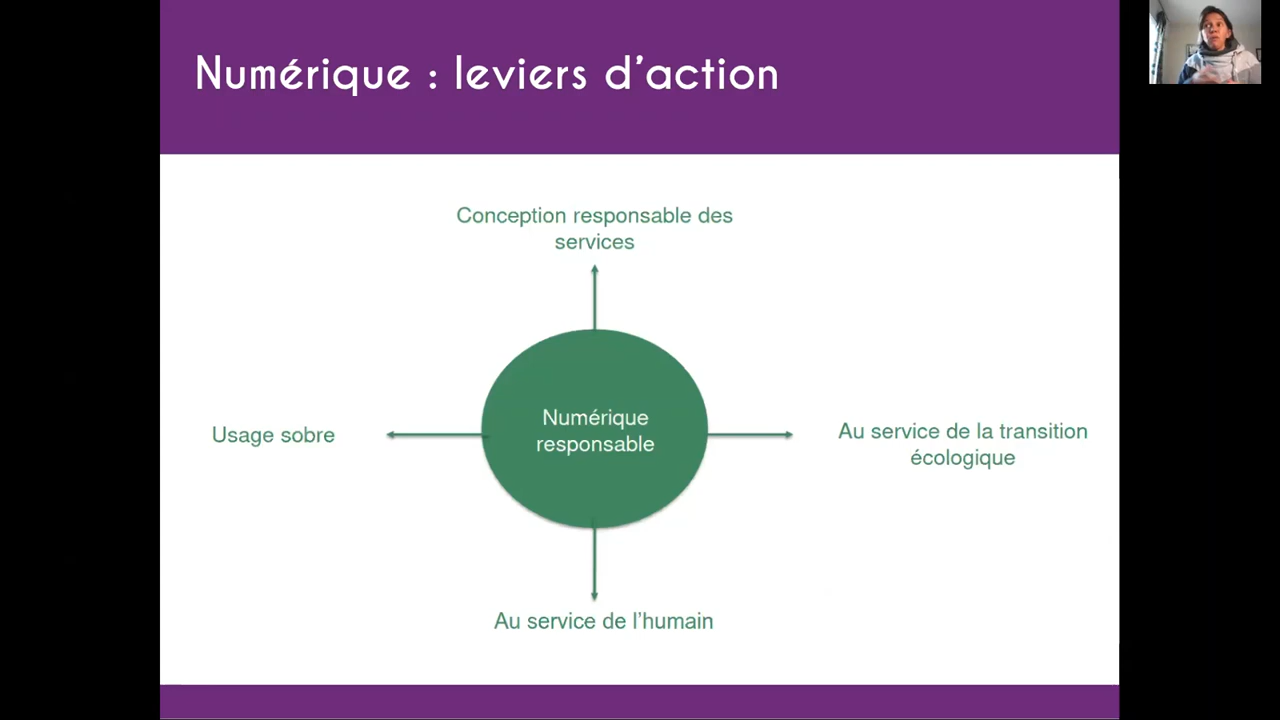 Numérique : leviers d’action
Conception responsable des
services
Numérique
responsable
Usage sobre
Au service de la transition
écologique
Au service de l’humain